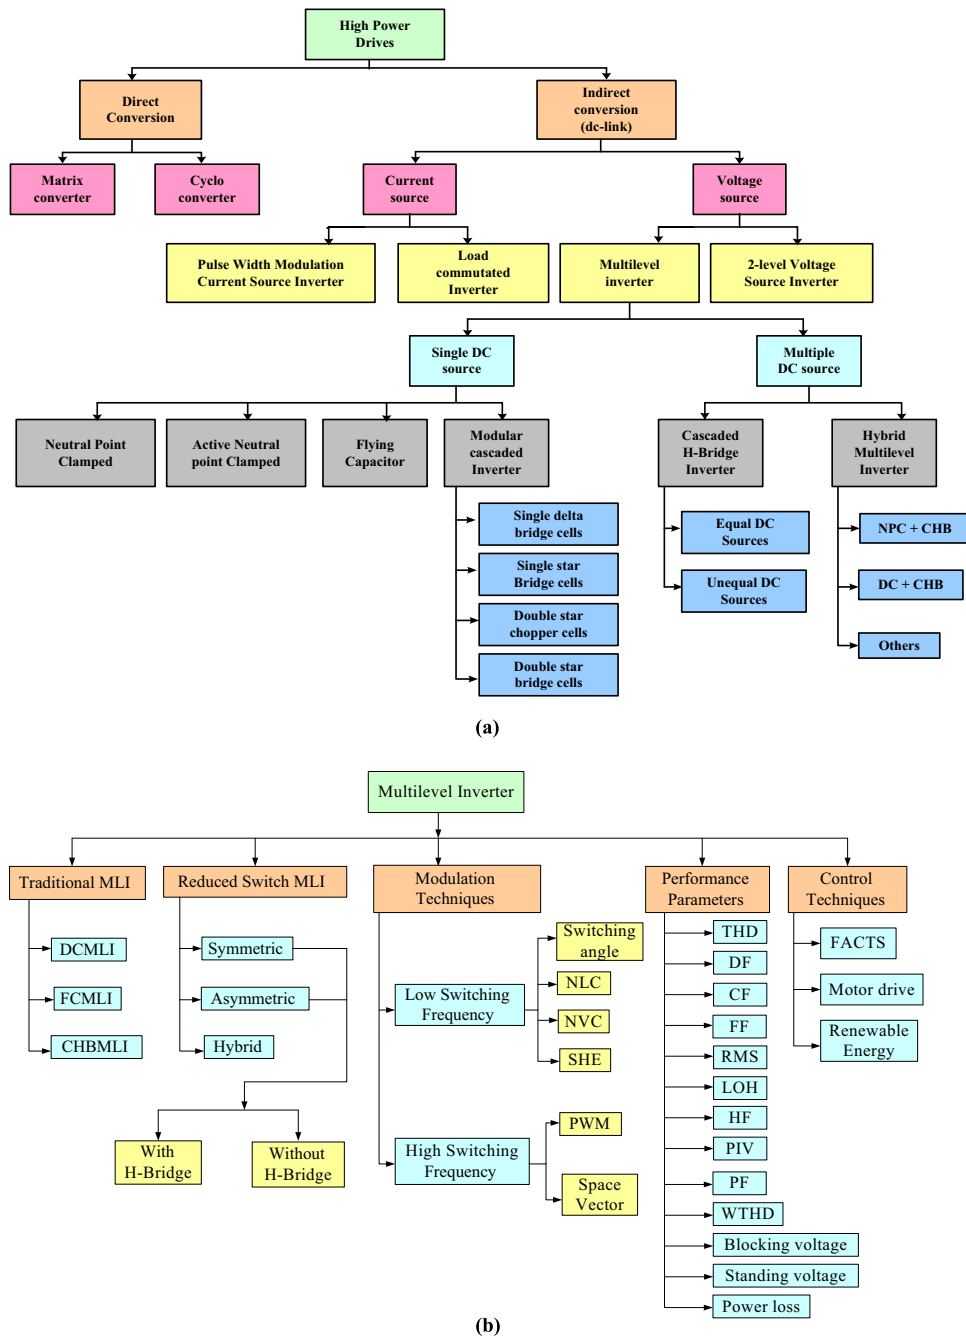 High Power
Drives
Direct
Conversion
Indirect
conversion
(dc-link)
Matrix
converter
Cyclo
converter
Current
source
Voltage
source
Pulse Width Modulation
Current Source Inverter
Load
commutated
Inverter
Multilevel
inverter
2-level Voltage
Source Inverter
Single DC
source
Multiple
DC source
Neutral Point
Clamped
Active Neutral
point Clamped
Flying
Capacitor
Modular
cascaded
Inverter
Cascaded
H-Bridge
Inverter
Hybrid
Multilevel
Inverter
Single delta
bridge cells
Single star
Bridge cells
Double star
chopper cells
Double star
bridge cells
Equal DC
Sources
Unequal DC
Sources
NPC + CHB
DC + CHB
Others
(a)
Multilevel Inverter
Traditional MLI
DCMLI
FCMLI
CHBMLI
Reduced Switch MLI
Symmetric
Asymmetric
Hybrid
With
H-Bridge
Without
H-Bridge
Modulation
Techniques
Low Switching
Frequency
Switching
angle
NLC
NVC
SHE
High Switching
Frequency
PWM
Space
Vector
Performance
Parameters
THD
DF
CF
FF
RMS
LOH
HF
PIV
PF
WTHD
Blocking voltage
Standing voltage
Power loss
Control
Techniques
FACTS
Motor drive
Renewable
Energy
(b)